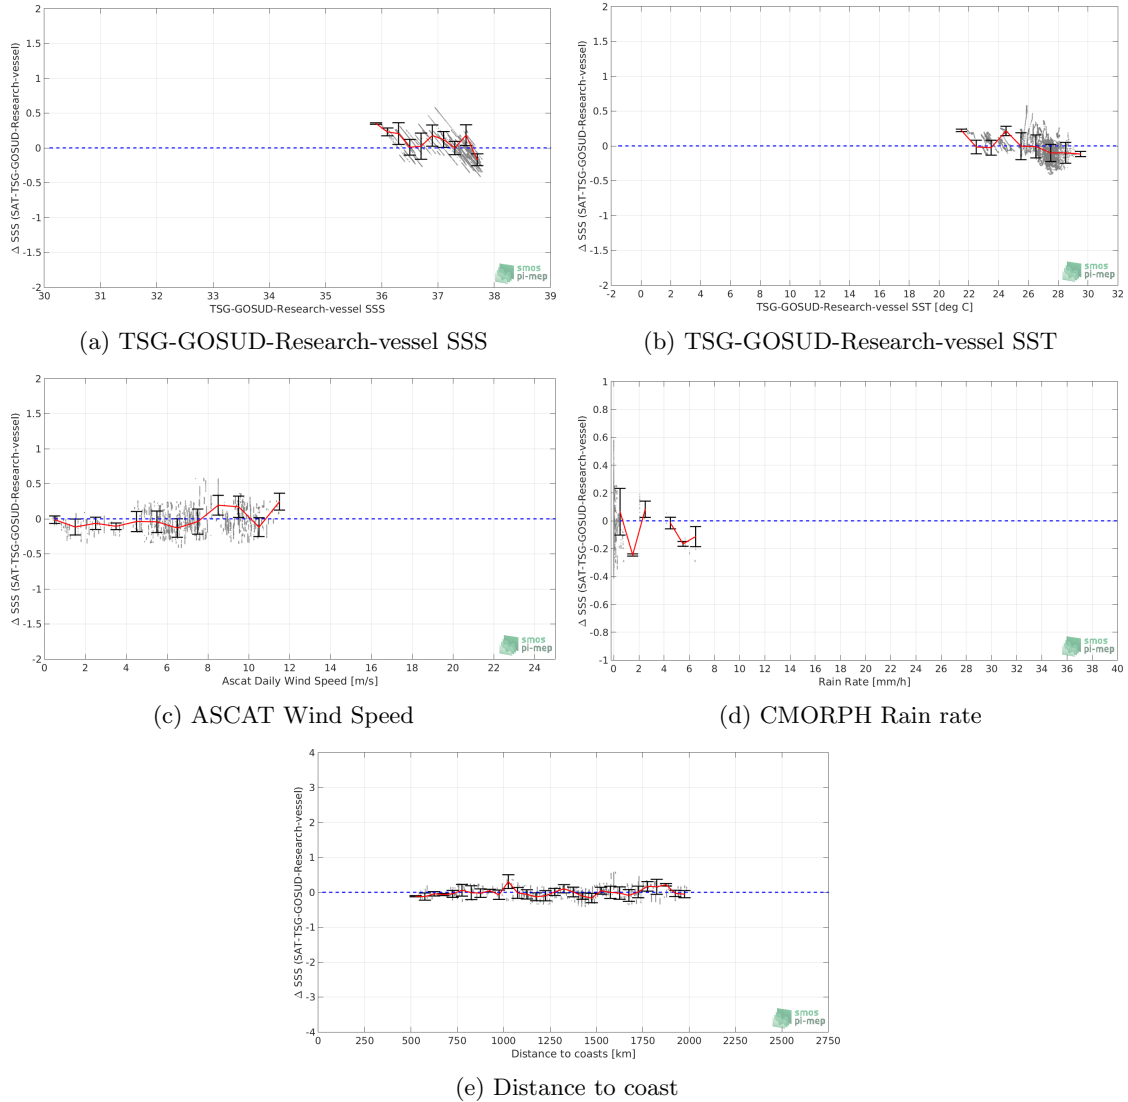 2
1.5
1
0.5
0
-0.5
-1
-1.5
-2
Δ SSS (SAT-TSG-GOSUD-Research-vessel)
30 31 32 33 34 35 36 37 38 39
TSG-GOSUD-Research-vessel SSS
smos
pi-mep
(a) TSG-GOSUD-Research-vessel SSS
2
1.5
1
0.5
0
-0.5
-1
-1.5
-2
Δ SSS (SAT-TSG-GOSUD-Research-vessel)
-2 0 2 4 6 8 10 12 14 16 18 20 22 24 26 28 30 32
TSG-GOSUD-Research-vessel SST [deg C]
smos
pi-mep
(b) TSG-GOSUD-Research-vessel SST
2
1.5
1
0.5
0
-0.5
-1
-1.5
-2
Δ SSS (SAT-TSG-GOSUD-Research-vessel)
0 2 4 6 8 10 12 14 16 18 20 22 24
Ascat Daily Wind Speed [m/s]
smos
pi-mep
(c) ASCAT Wind Speed
1
0.8
0.6
0.4
0.2
0
-0.2
-0.4
-0.6
-0.8
-1
Δ SSS (SAT-TSG-GOSUD-Research-vessel)
0 2 4 6 8 10 12 14 16 18 20 22 24 26 28 30 32 34 36 38 40
Rain Rate [mm/h]
smos
pi-mep
(d) CMORPH Rain rate
4
3
2
1
0
-1
-2
-3
-4
Δ SSS (SAT-TSG-GOSUD-Research-vessel)
0 250 500 750 1000 1250 1500 1750 2000 2250 2500 2750
Distance to coasts [km]
smos
pi-mep
(e) Distance to coast